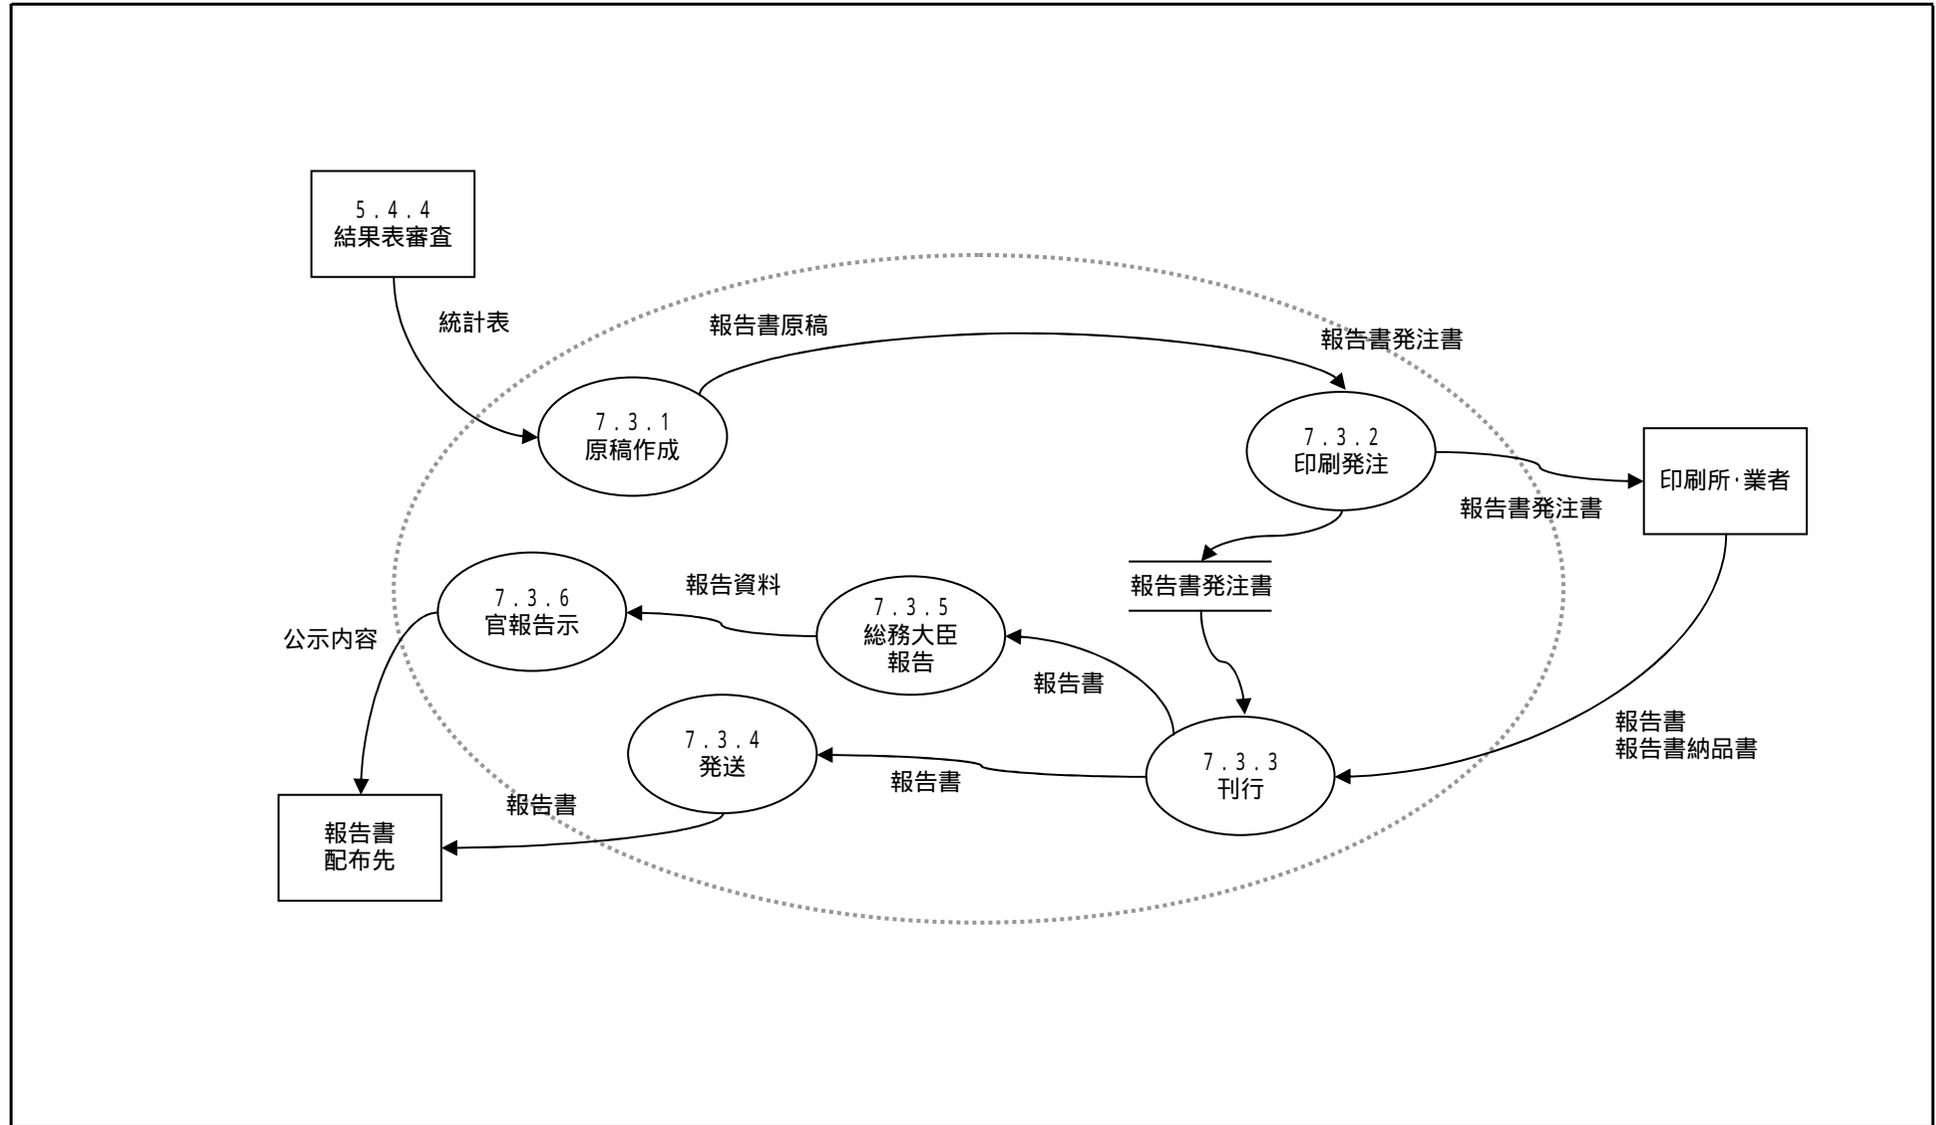 5.4.4
結果表審査
統計表
報告書原稿
報告書発注書
7.3.1
原稿作成
7.3.2
印刷発注
印刷所・業者
報告書発注書
報告書発注書
7.3.6
官報告示
報告資料
7.3.5
総務大臣
報告
公示内容
報告書
報告書
報告書納品書
7.3.4
発送
報告書
7.3.3
刊行
報告書
報告書
配布先